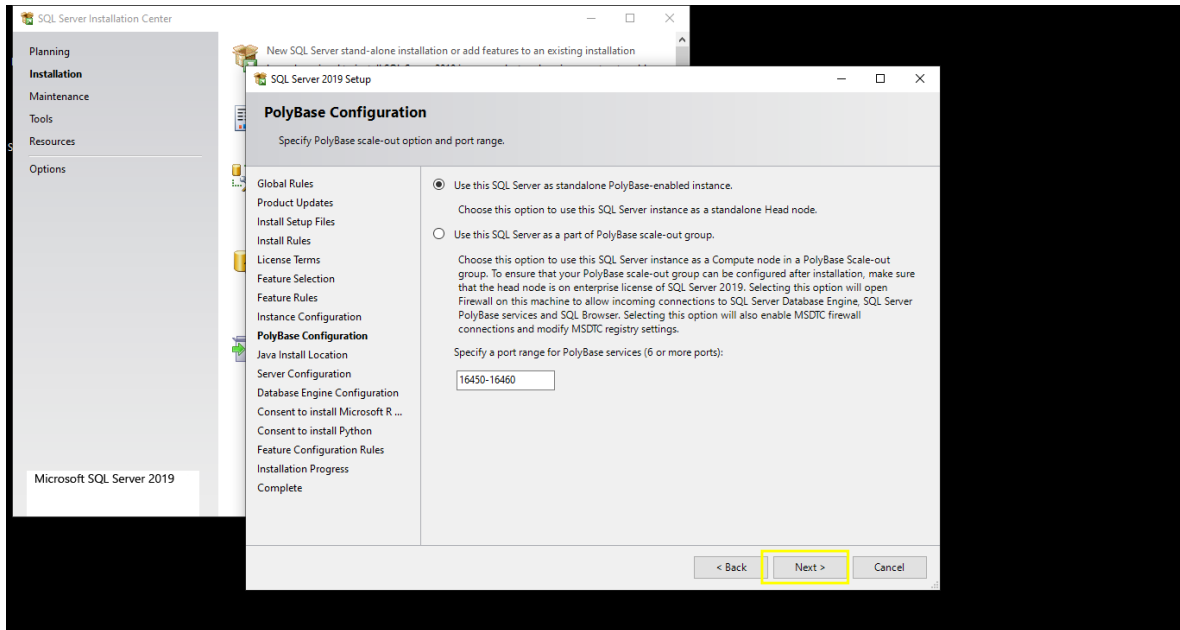 SQL Server Installation Center
Planning
Installation
Maintenance
Tools
Resources
Options
Microsoft SQL Server 2019
New SQL Server stand-alone installation or add features to an existing installation
SQL Server 2019 Setup
PolyBase Configuration
Specify PolyBase scale-out option and port range.
Global Rules
Product Updates
Install Setup Files
Install Rules
License Terms
Feature Selection
Feature Rules
Instance Configuration
PolyBase Configuration
Java Install Location
Server Configuration
Database Engine Configuration
Consent to install Microsoft R ...
Consent to install Python
Feature Configuration Rules
Installation Progress
Complete
Use this SQL Server as standalone PolyBase-enabled instance.
Choose this option to use this SQL Server instance as a standalone Head node.
Use this SQL Server as a part of PolyBase scale-out group.
Choose this option to use this SQL Server instance as a Compute node in a PolyBase Scale-out
group. To ensure that your PolyBase scale-out group can be configured after installation, make sure
that the head node is on enterprise license of SQL Server 2019. Selecting this option will open
Firewall on this machine to allow incoming connections to SQL Server Database Engine, SQL Server
PolyBase services and SQL Browser. Selecting this option will also enable MSDTC firewall
connections and modify MSDTC registry settings.
Specify a port range for PolyBase services (6 or more ports):
16450-16460
< Back
Next >
Cancel